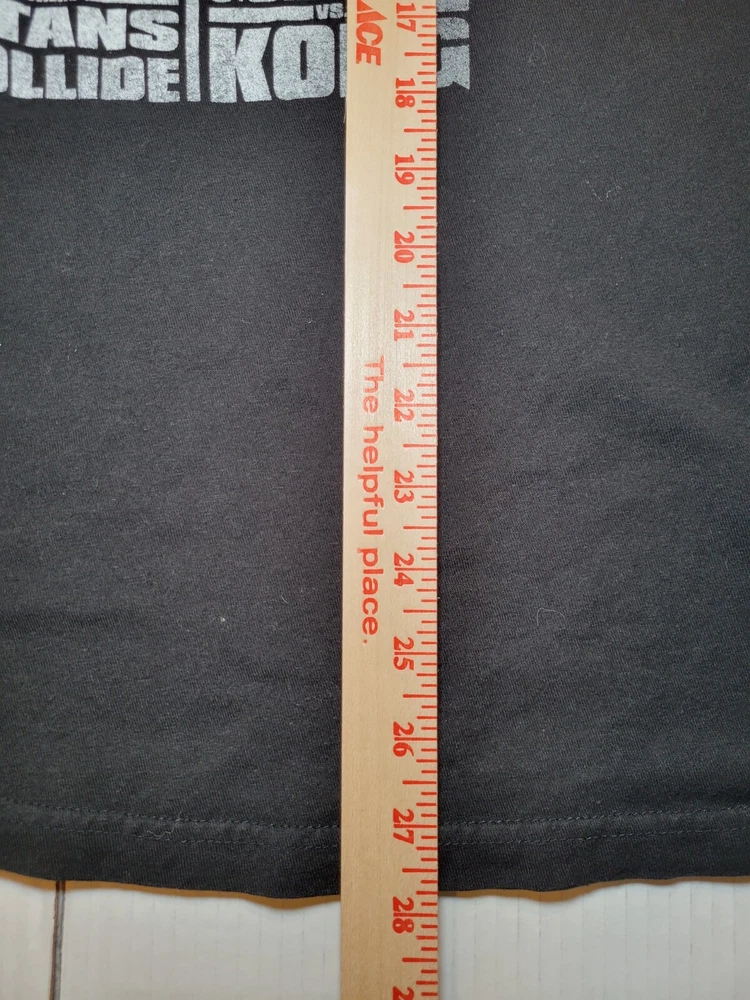 TANS
OLLIDE
VS.
KO
ACE
The helpful place.
17
18
19
20
21
22
23
24
25
26
27
28